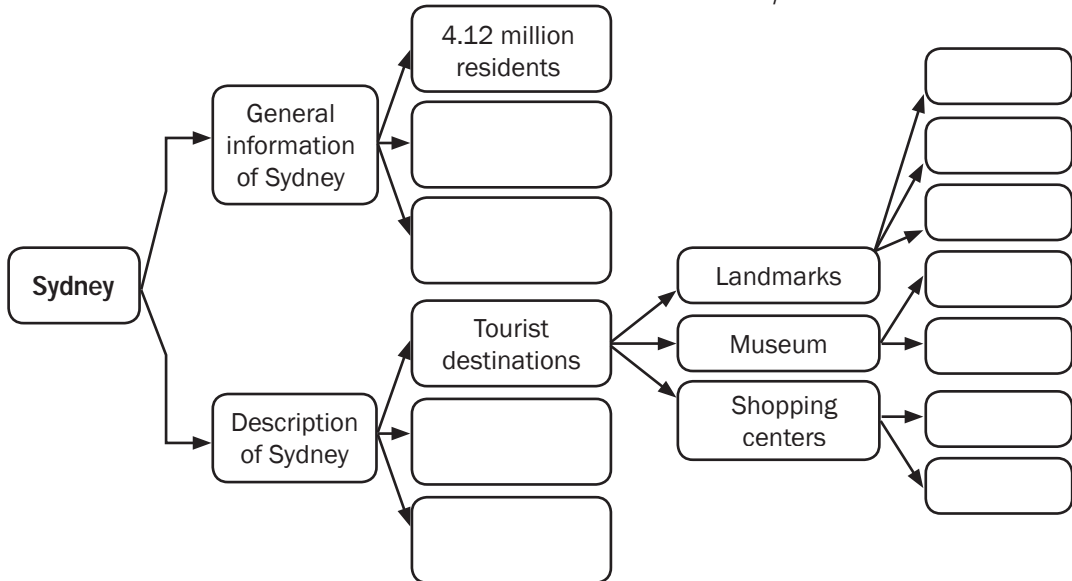 4.12 million
residents
General
information
of Sydney
Sydney
Landmarks
Tourist
destinations
Museum
Shopping
centers
Description
of Sydney